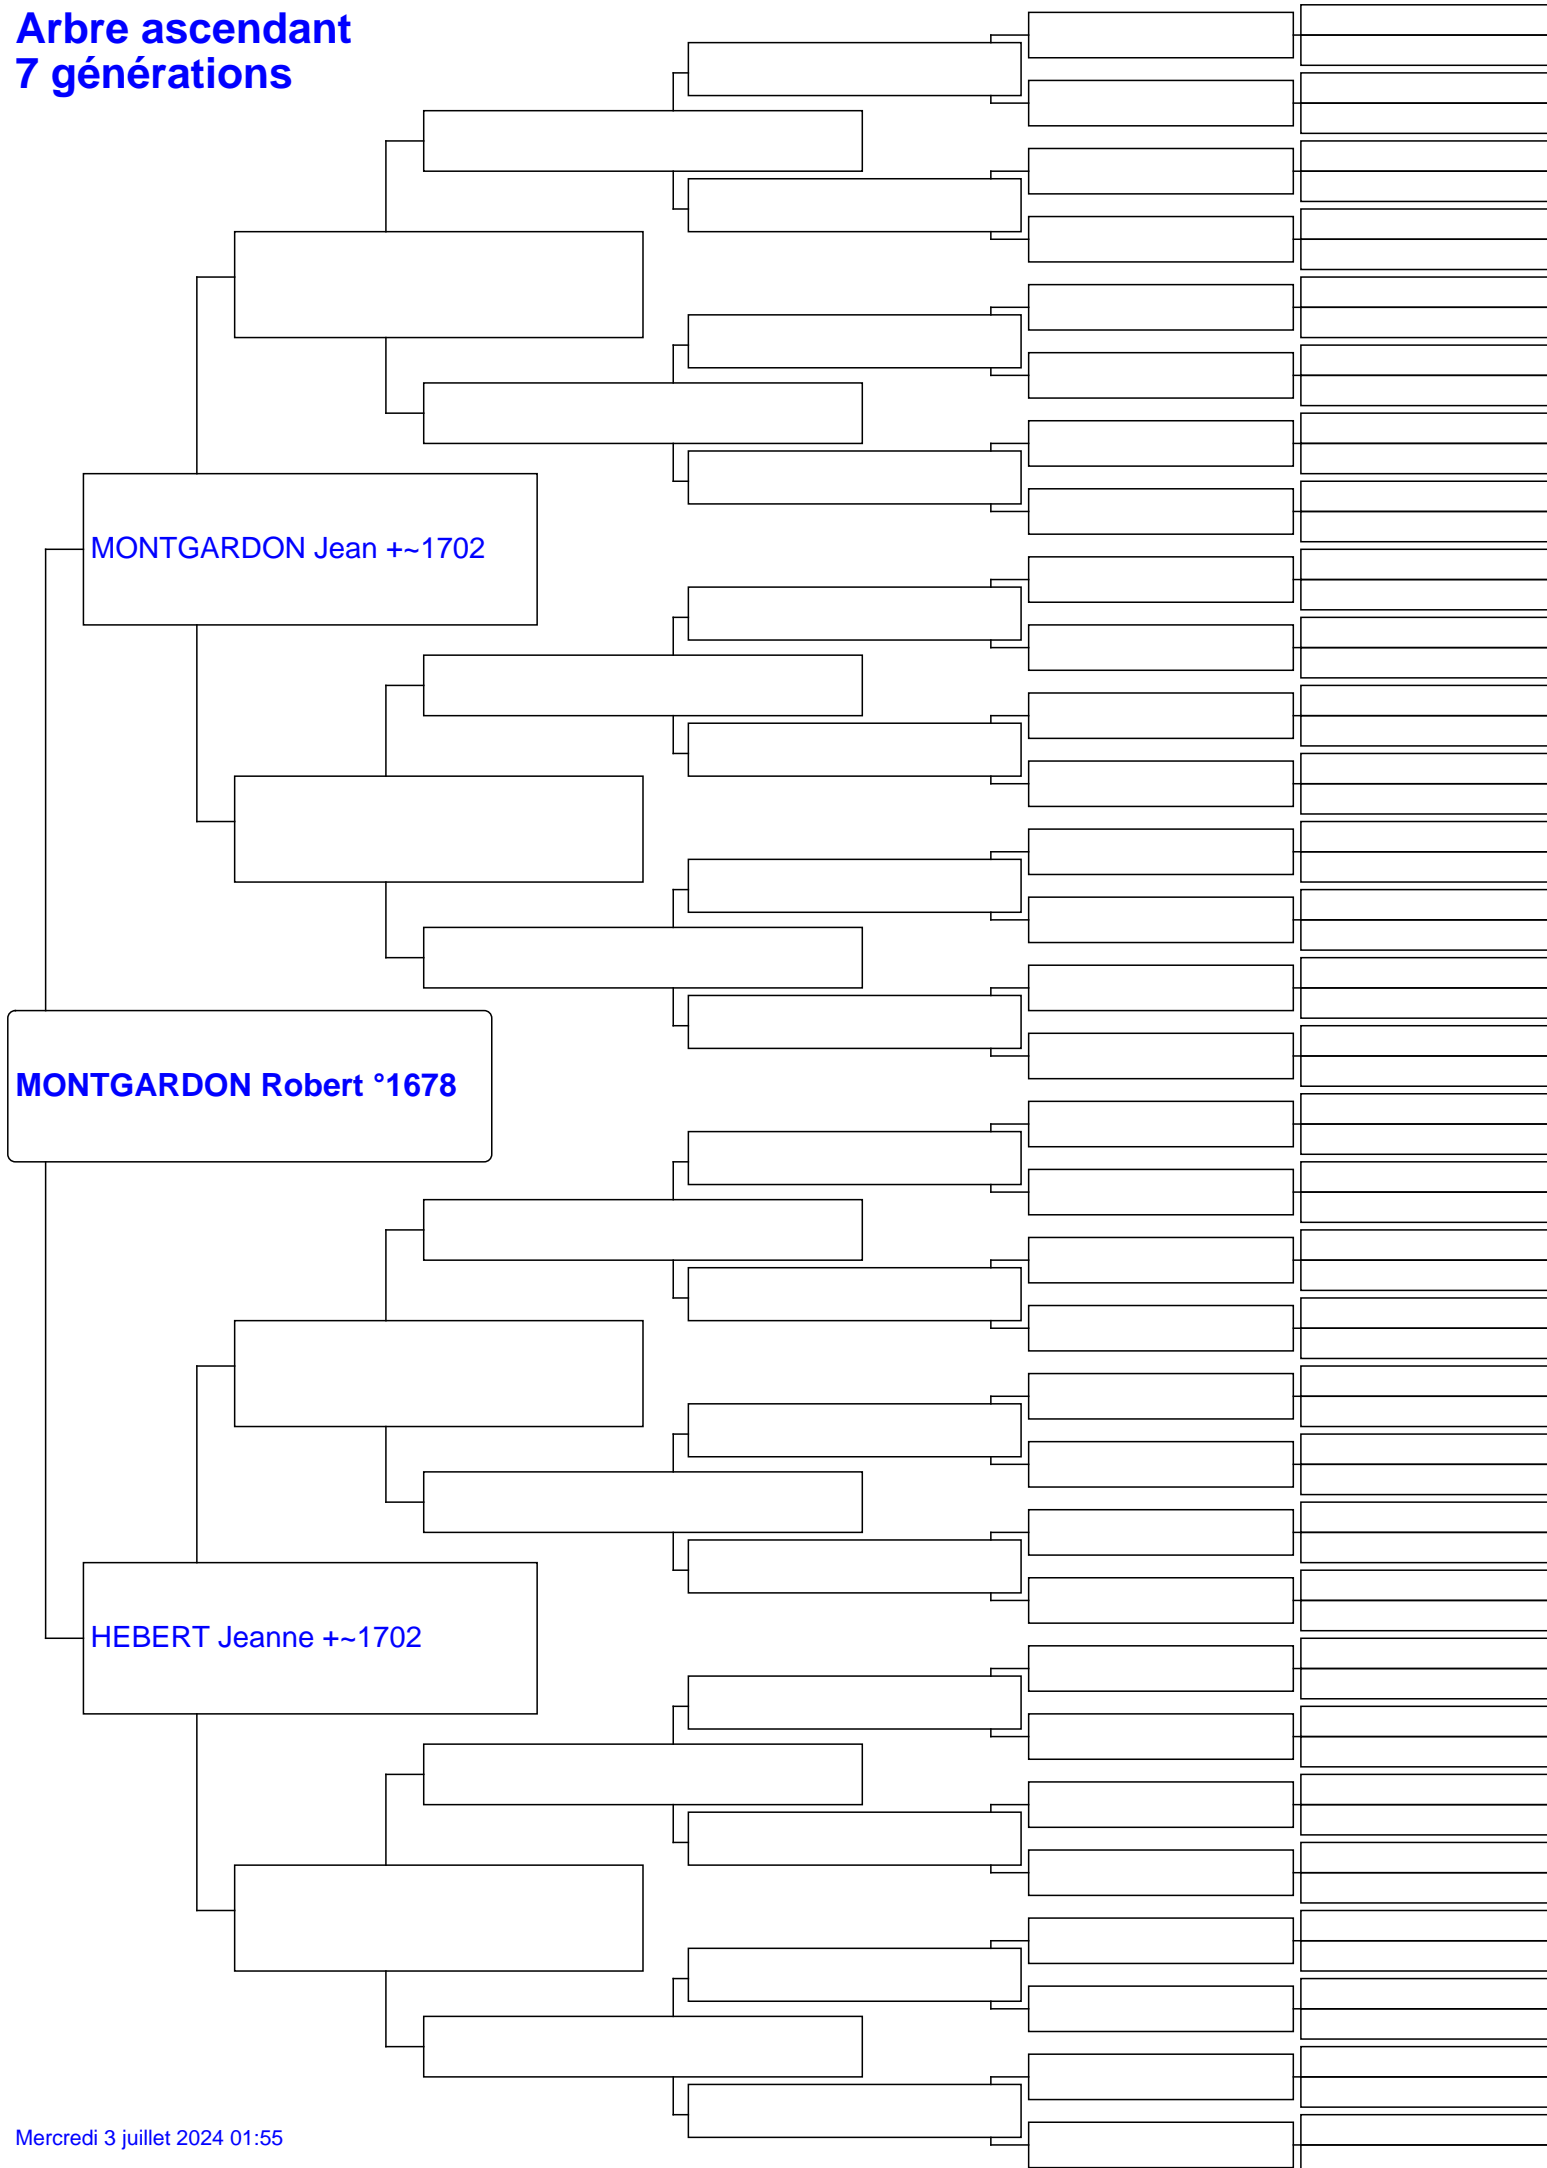 Arbre ascendant
7 générations
MONTGARDON Jean +~1702
MONTGARDON Robert °1678
HEBERT Jeanne +~1702
Mercredi 3 juillet 2024 01:55